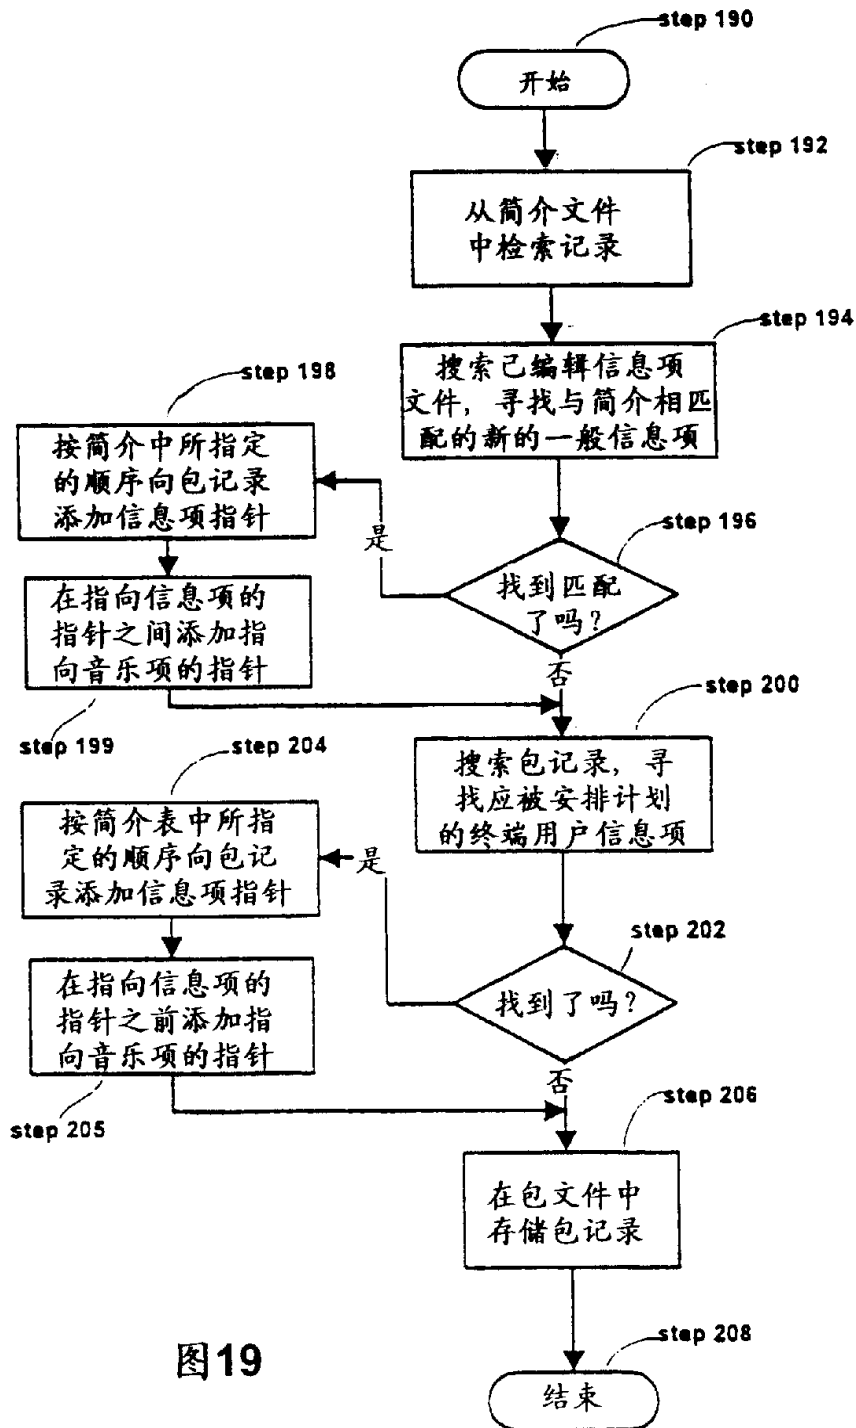 step 190
开始
step 192
从简介文件
中检索记录
step 194
搜索已编辑信息项
文件，寻找与简介相匹
配的新的一般信息项
step 198
按简介中所指定
的顺序向包记录
添加信息项指针
step 196
是
找到匹配
了吗？
在指向信息项的
指针之间添加指
向音乐项的指针
否
step 199
step 200
搜索包记录，寻
找应被安排计划
的终端用户信息项
step 204
按简介表中所指
定的顺序向包记
录添加信息项指针
是
step 202
找到了吗？
在指向信息项的
指针之前添加指
向音乐项的指针
否
step 205
step 206
在包文件中
存储包记录
step 208
结束
图19